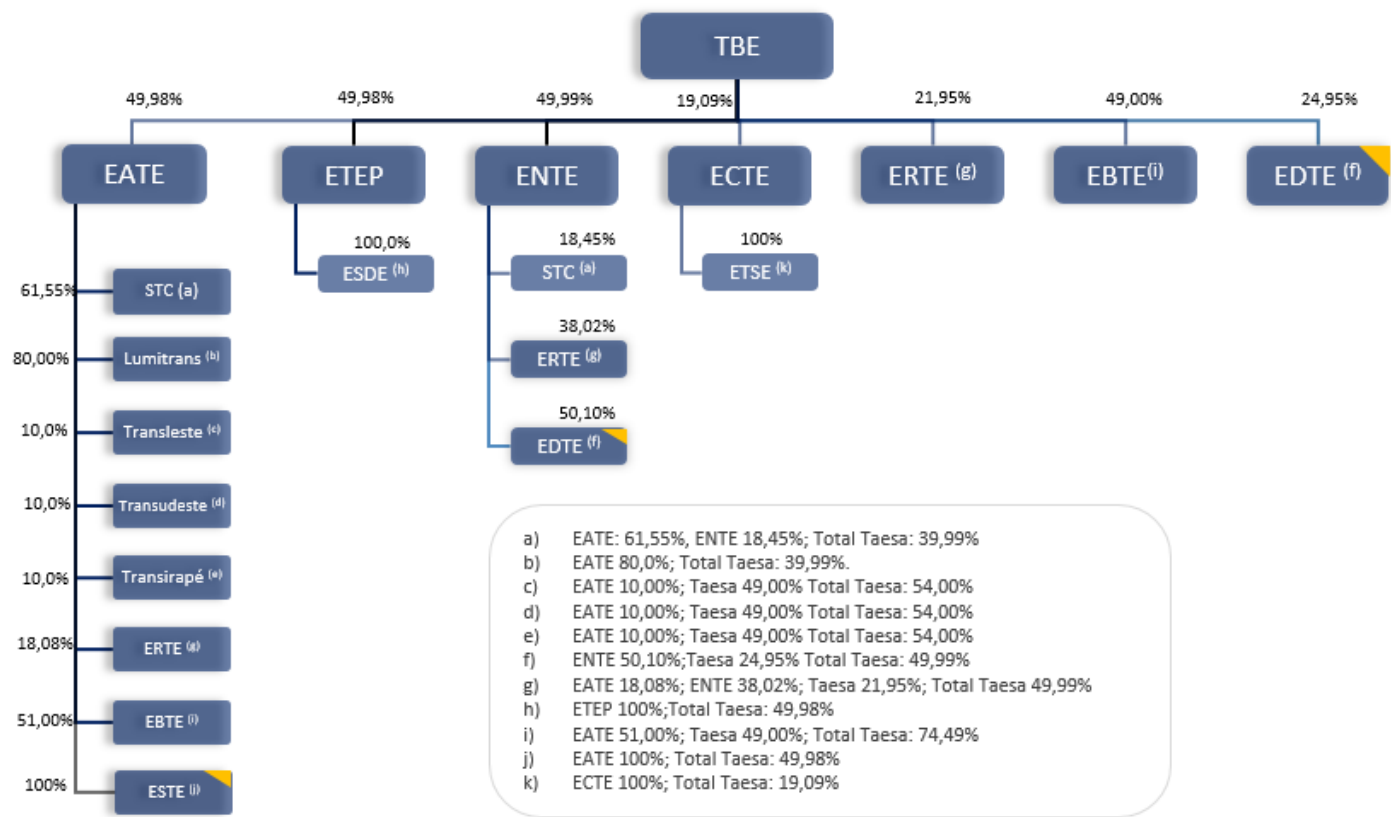 TBE
49,98%
49,98%
49,99%
19,09%
21,95%
49,00%
24,95%
EATE
ETEP
ENTE
ECTE
ERTE (g)
EBTE(i)
EDTE (f)
100,0%
18,45%
100%
ESDE (h)
STC (a)
ETSE (k)
61,55%
STC (a)
38,02%
80,00%
Lumitrans (b)
ERTE (g)
50,10%
10,0%
Transleste (c)
EDTE (f)
10,0%
Transudeste (d)
10,0%
Transirapé (e)
18,08%
ERTE (g)
51,00%
EBTE (i)
100%
ESTE (j)
a) EATE: 61,55%, ENTE 18,45%; Total Taesa: 39,99%
b) EATE 80,0%; Total Taesa: 39,99%.
c) EATE 10,00%; Taesa 49,00% Total Taesa: 54,00%
d) EATE 10,00%; Taesa 49,00% Total Taesa: 54,00%
e) EATE 10,00%; Taesa 49,00% Total Taesa: 54,00%
f) ENTE 50,10%;Taesa 24,95% Total Taesa: 49,99%
g) EATE 18,08%; ENTE 38,02%; Taesa 21,95%; Total Taesa 49,99%
h) ETEP 100%;Total Taesa: 49,98%
i) EATE 51,00%; Taesa 49,00%; Total Taesa: 74,49%
j) EATE 100%; Total Taesa: 49,98%
k) ECTE 100%; Total Taesa: 19,09%